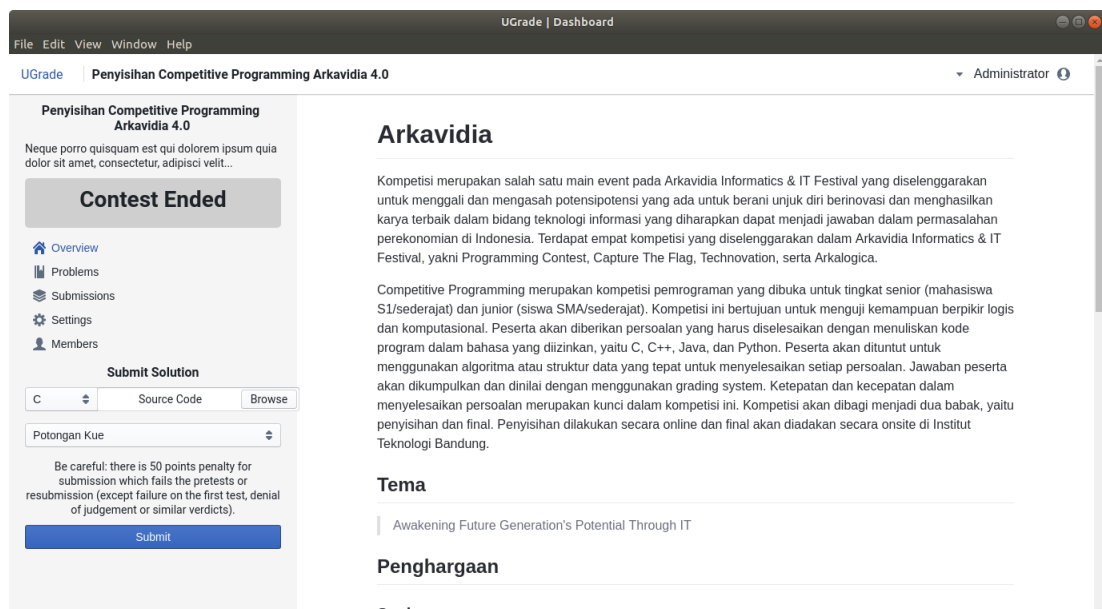 UGrade | Dashboard
File Edit View Window Help
UGrade Penyisihan Competitive Programming Arkavidia 4.0 Administrator
Penyisihan Competitive Programming
Arkavidia 4.0
Neque porro quisquam est qui dolorem ipsum quia
dolor sit amet, consectetur, adipisci velit...
Contest Ended
Overview
Problems
Submissions
Settings
Members
Submit Solution
C Source Code Browse
Potongan Kue
Be careful: there is 50 points penalty for
submission which fails the pretests or
resubmission (except failure on the first test, denial
of judgement or similar verdicts).
Submit
Arkavidia
Kompetisi merupakan salah satu main event pada Arkavidia Informatics & IT Festival yang diselenggarakan
untuk menggali dan mengasah potensipotensi yang ada untuk berani unjuk diri berinovasi dan menghasilkan
karya terbaik dalam bidang teknologi informasi yang diharapkan dapat menjadi jawaban dalam permasalahan
perekonomian di Indonesia. Terdapat empat kompetisi yang diselenggarakan dalam Arkavidia Informatics & IT
Festival, yakni Programming Contest, Capture The Flag, Technovation, serta Arkalogica.
Competitive Programming merupakan kompetisi pemrograman yang dibuka untuk tingkat senior (mahasiswa
S1/sederajat) dan junior (siswa SMA/sederajat). Kompetisi ini bertujuan untuk menguji kemampuan berpikir logis
dan komputasional. Peserta akan diberikan persoalan yang harus diselesaikan dengan menuliskan kode
program dalam bahasa yang diizinkan, yaitu C, C++, Java, dan Python. Peserta akan dituntut untuk
menggunakan algoritma atau struktur data yang tepat untuk menyelesaikan setiap persoalan. Jawaban peserta
akan dikumpulkan dan dinilai dengan menggunakan grading system. Ketepatan dan kecepatan dalam
menyelesaikan persoalan merupakan kunci dalam kompetisi ini. Kompetisi akan dibagi menjadi dua babak, yaitu
penyisihan dan final. Penyisihan dilakukan secara online dan final akan diadakan secara onsite di Institut
Teknologi Bandung.
Tema
Awakening Future Generation's Potential Through IT
Penghargaan